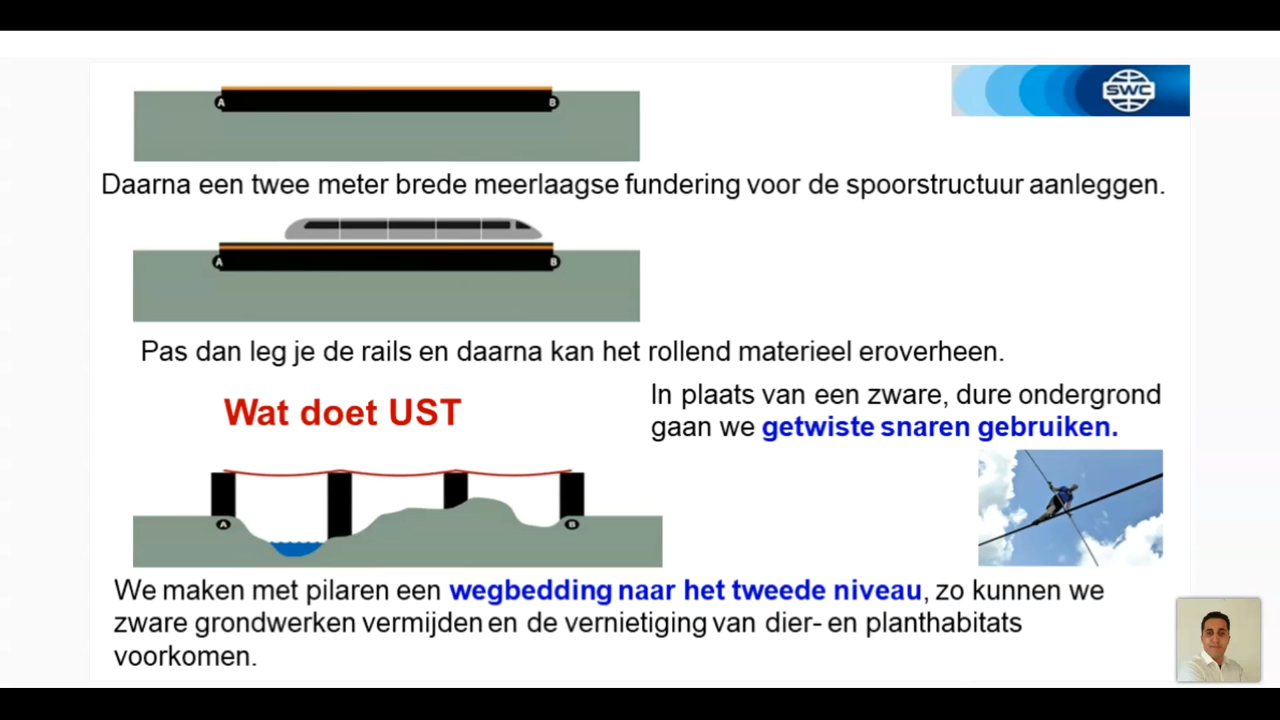 SWC
A B
Daarna een twee meter brede meerlaagse fundering voor de spoorstructuur aanleggen.
A B
Pas dan leg je de rails en daarna kan het rollend materieel eroverheen.
Wat doet UST
In plaats van een zware, dure ondergrond
gaan we getwiste snaren gebruiken.
A B
We maken met pilaren een wegbedding naar het tweede niveau, zo kunnen we
zware grondwerken vermijden en de vernietiging van dier- en planthabitats
voorkomen.